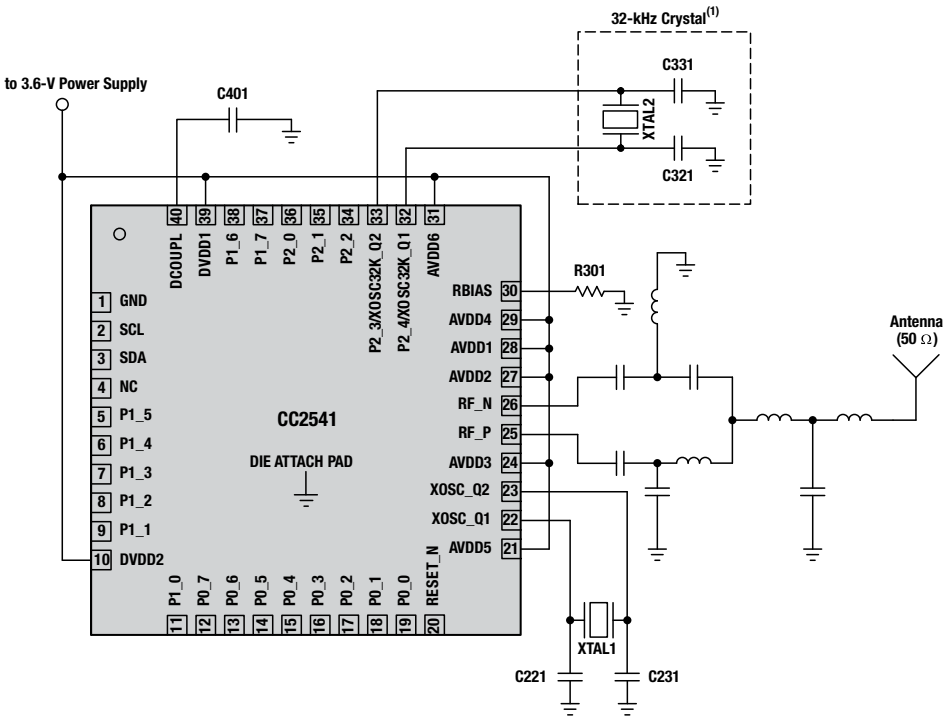 32-kHz Crystal(1)
to 3.6-V Power Supply
C401
C331
XTAL2
C321
40 39 38 37 36 35 34 33 32 31
DCOUPL
DVDD1
P1_6
P1_7
P2_0
P2_1
P2_2
P2_3/XOSC32K_Q2
P2_4/XOSC32K_Q1
AVDD6
1 GND
2 SCL
3 SDA
4 NC
5 P1_5
6 P1_4
7 P1_3
8 P1_2
9 P1_1
10 DVDD2
CC2541
DIE ATTACH PAD
RBIAS 30
AVDD4 29
AVDD1 28
AVDD2 27
RF_N 26
RF_P 25
AVDD3 24
XOSC_Q2 23
XOSC_Q1 22
AVDD5 21
R301
Antenna
(50 Ω)
P1_0
P0_7
P0_6
P0_5
P0_4
P0_3
P0_2
P0_1
P0_0
RESET_N
11 12 13 14 15 16 17 18 19 20
XTAL1
C221
C231